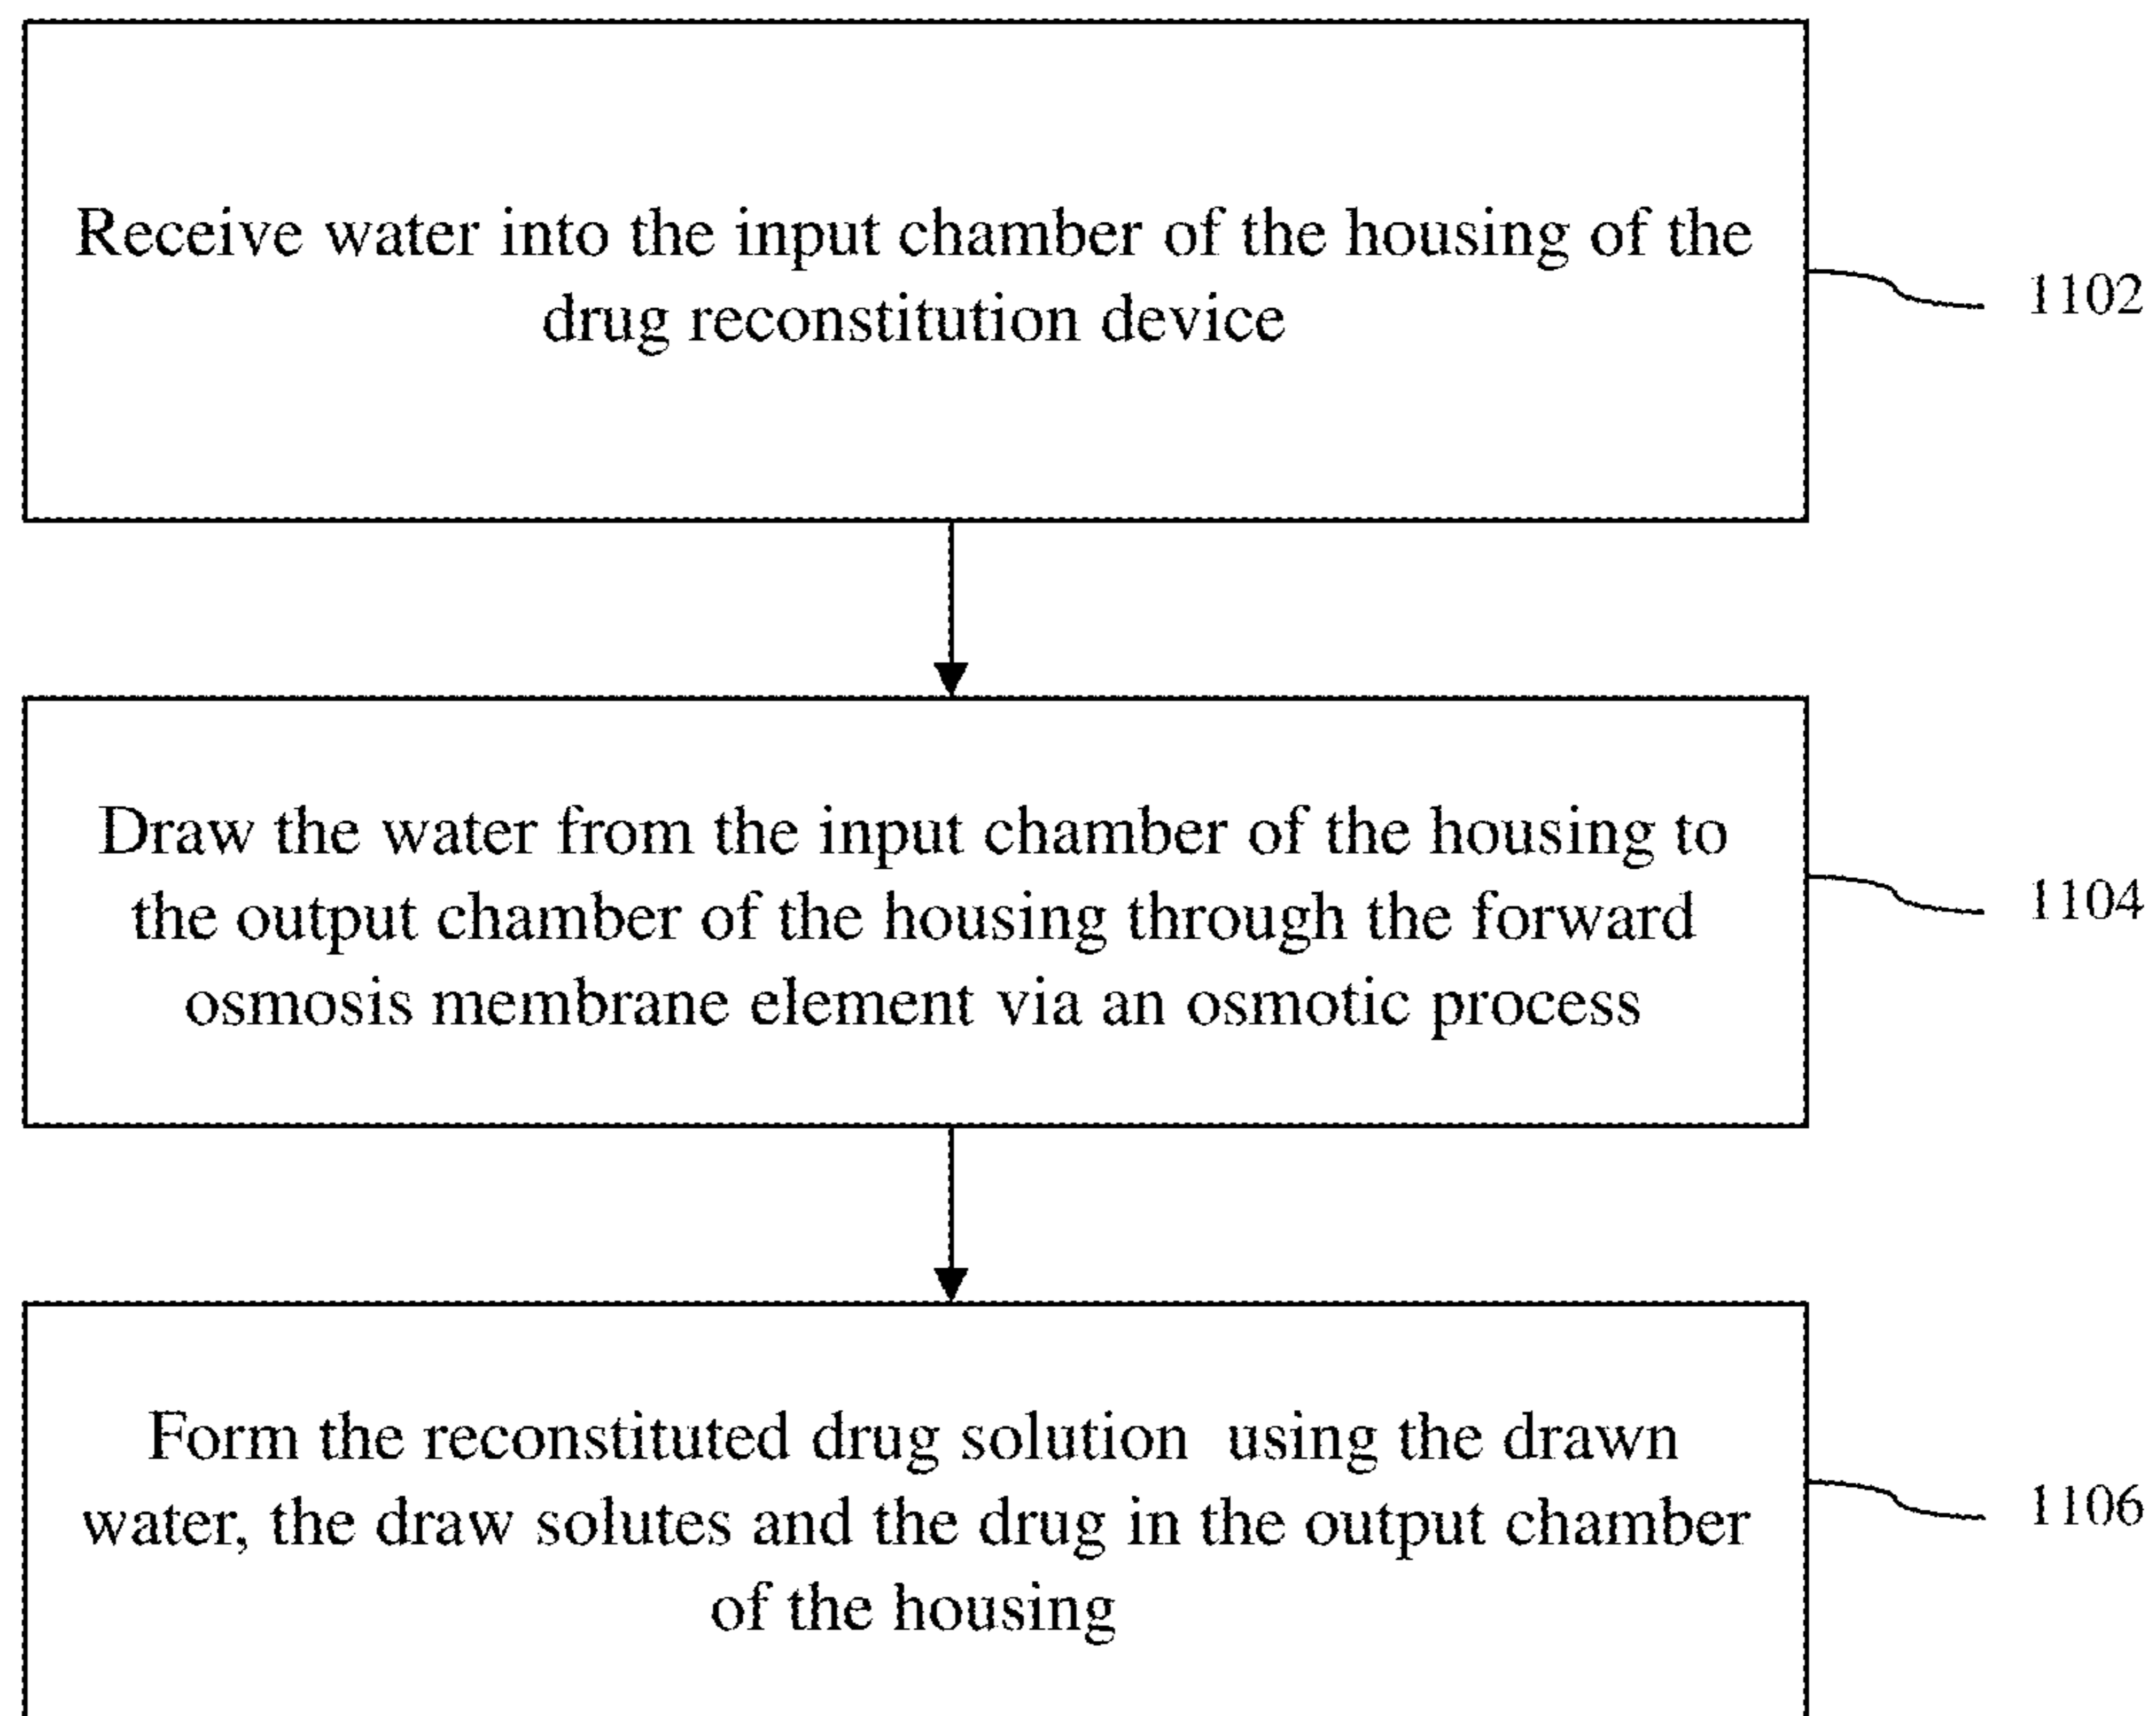 Receive water into the input chamber of the housing of the
drug reconstitution device
1102
Draw the water from the input chamber of the housing to
the output chamber of the housing through the forward
osmosis membrane element via an osmotic process
1104
Form the reconstituted drug solution using the drawn
water, the draw solutes and the drug in the output chamber
of the housing
1106